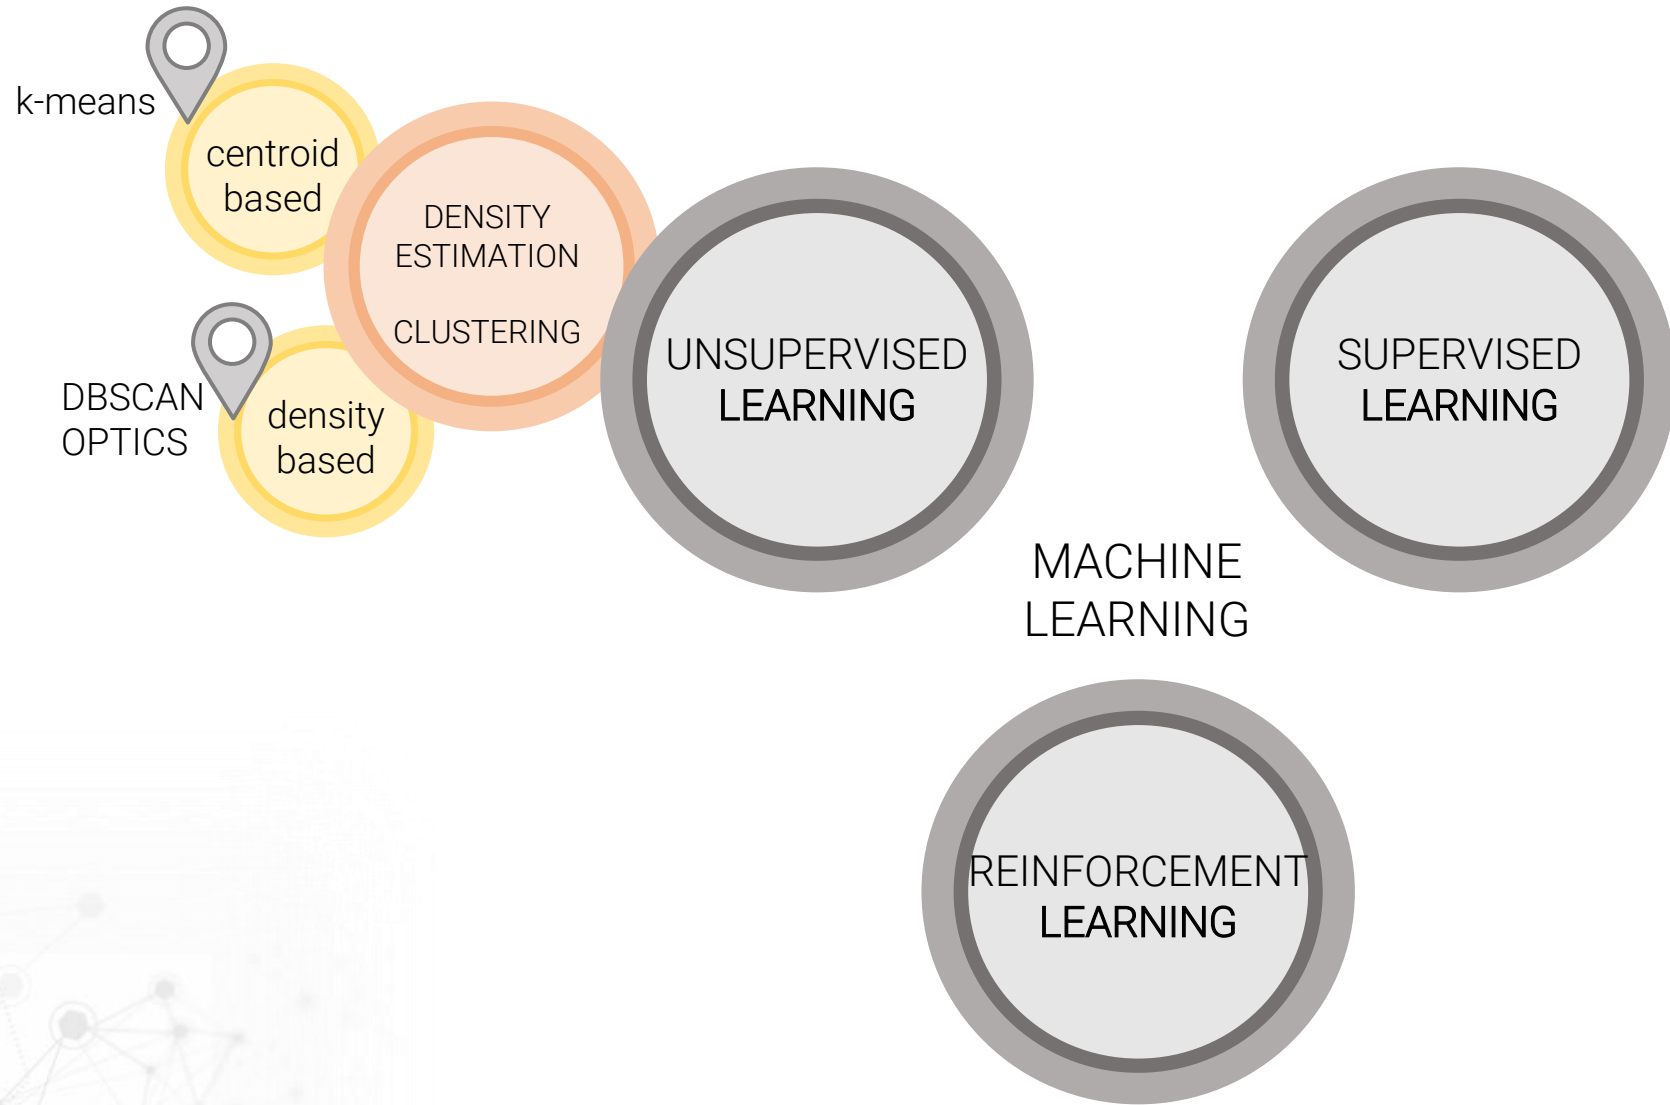 k-means
centroid
based
DENSITY
ESTIMATION
CLUSTERING
DBSCAN
OPTICS
density
based
UNSUPERVISED
LEARNING
SUPERVISED
LEARNING
MACHINE
LEARNING
REINFORCEMENT
LEARNING